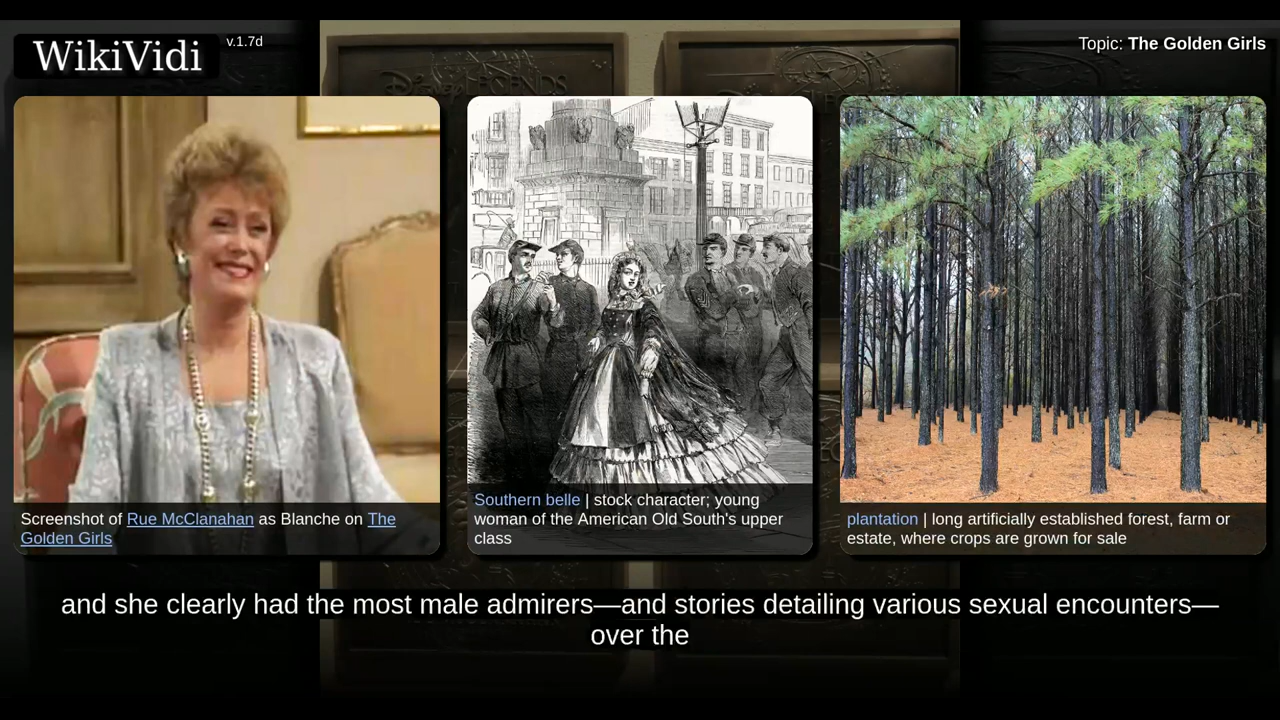 WikiVidi
v.1.7d
Topic: The Golden Girls
Screenshot of Rue McClanahan as Blanche on The
Golden Girls
Southern belle | stock character; young
woman of the American Old South's upper
class
plantation | long artificially established forest, farm or
estate, where crops are grown for sale
and she clearly had the most male admirers—and stories detailing various sexual encounters—
over the